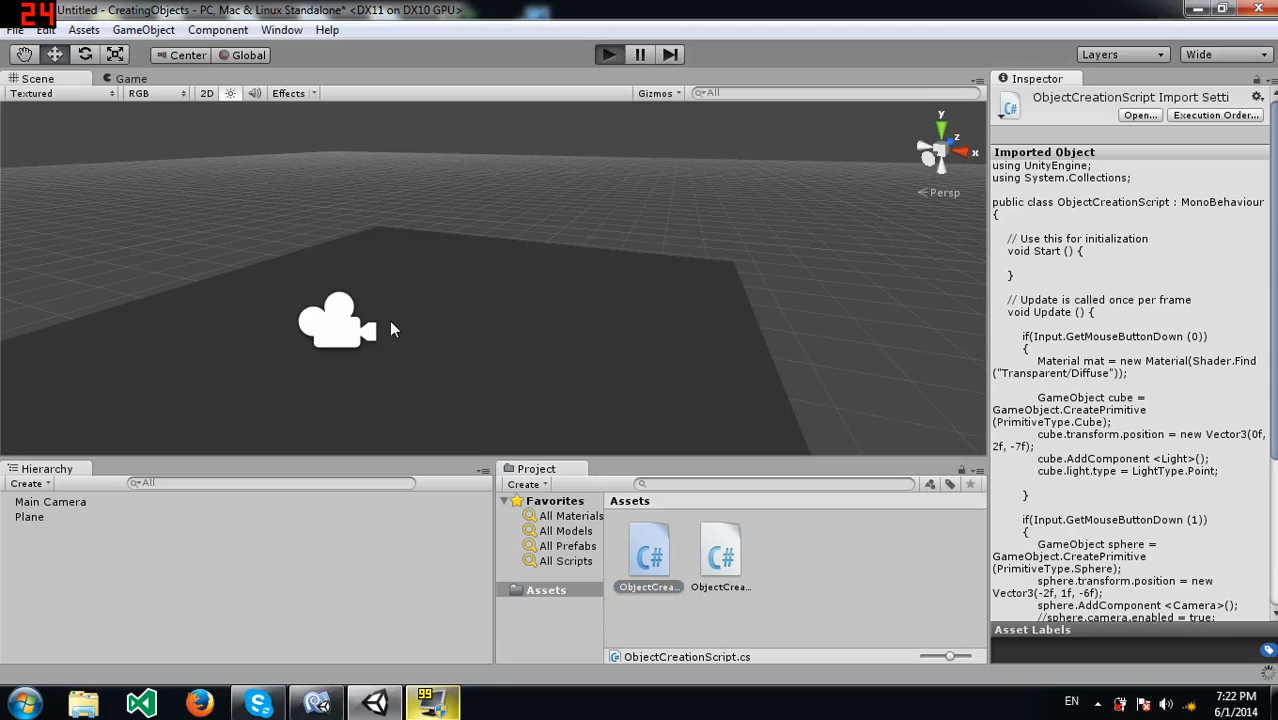 24
Untitled - CreatingObjects - PC, Mac & Linux Standalone* <DX11 on DX10 GPU>
File Edit Assets GameObject Component Window Help
Center Global Layers Wide
Scene Game Inspector
Textured RGB 2D Effects Gizmos All
ObjectCreationScript Import Setti
Open... Execution Order...
Imported Object
using UnityEngine;
using System.Collections;
public class ObjectCreationScript : MonoBehaviour
{
// Use this for initialization
void Start () {
}
// Update is called once per frame
void Update () {
if(Input.GetMouseButtonDown (0))
{
Material mat = new Material(Shader.Find
("Transparent/Diffuse"));
GameObject cube =
GameObject.CreatePrimitive
(PrimitiveType.Cube);
cube.transform.position = new Vector3(0f,
2f, -7f);
cube.AddComponent <Light>();
cube.light.type = LightType.Point;
}
if(Input.GetMouseButtonDown (1))
{
GameObject sphere =
GameObject.CreatePrimitive
(PrimitiveType.Sphere);
sphere.transform.position = new
Vector3(-2f, 1f, -6f);
sphere.AddComponent <Camera>();
//sphere.camera.enabled = true;
Asset Labels
y
z
x
Persp
Hierarchy
Create All
Main Camera
Plane
Project
Create
Favorites
All Materials
All Models
All Prefabs
All Scripts
Assets
Assets
C# C#
ObjectCrea... ObjectCrea...
ObjectCreationScript.cs
99
EN
7:22 PM
6/1/2014